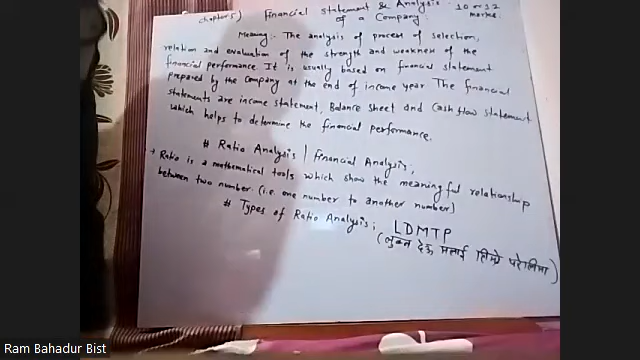 chapter 5) Financial statement & Analysis : 10 or 12
of a Company. marks.
Meaning:- The analysis of process of selection,
relation and evaluation of the strength and weakness of the
financial performance. It is usually based on financial statement
prepared by the company at the end of income year The financial
statements are income statement, Balance sheet and Cash flow statement
which helps to determine the financial performance.
# Ratio Analysis | Financial Analysis;
→ Ratio is a mathematical tools which show the meaningful relationship
between two number. (i.e. one number to another number)
# Types of Ratio Analysis; LDMTP
देऊ मलाई तिम्रो
Ram Bahadur Bist